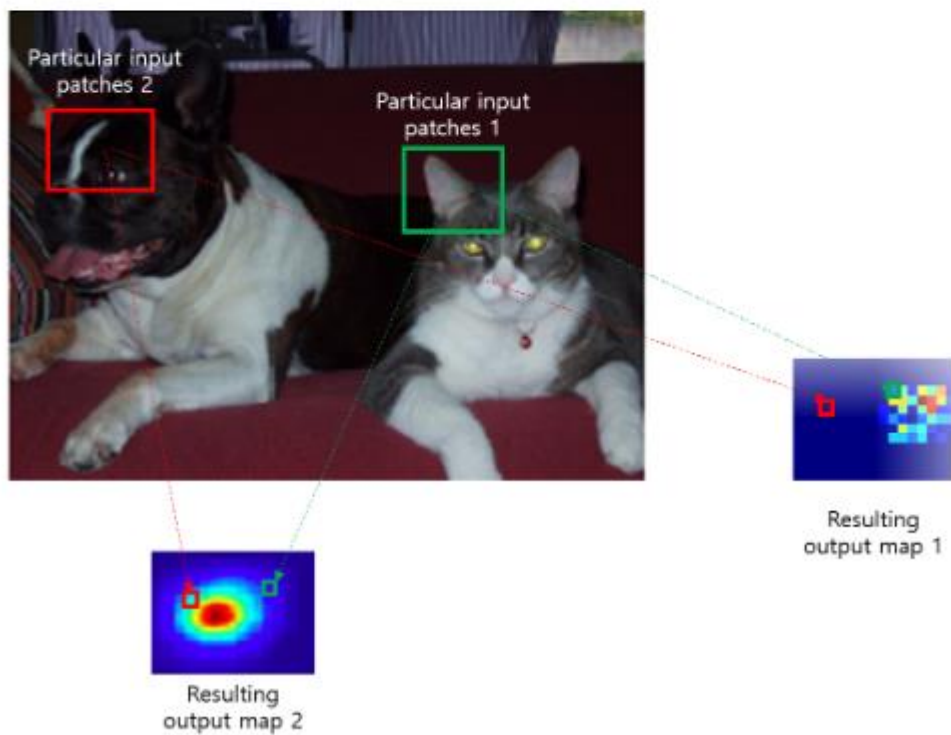 Particular input
patches 2
Particular input
patches 1
Resulting
output map 1
Resulting
output map 2